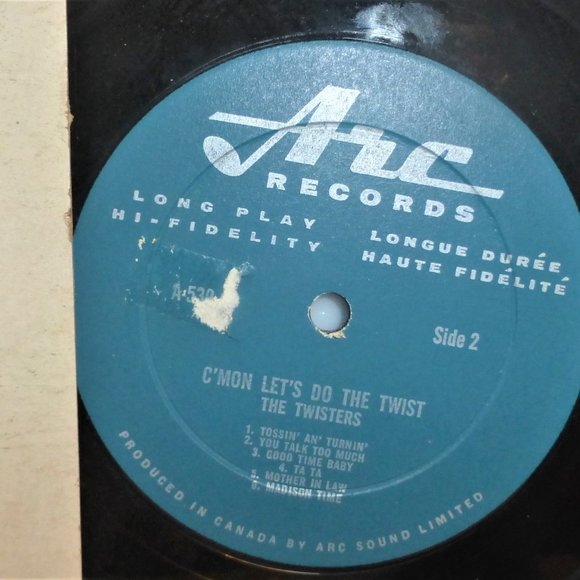 Arc
RECORDS
LONG PLAY
HI-FIDELITY
LONGUE DURÉE
HAUTE FIDÉLITÉ
A-530
Side 2
C'MON LET'S DO THE TWIST
THE TWISTERS
1. TOSSIN' AN' TURNIN'
2. YOU TALK TOO MUCH
3. GOOD TIME BABY
4. TA TA
5. MOTHER IN LAW
6. MADISON TIME
PRODUCED IN CANADA BY ARC SOUND LIMITED